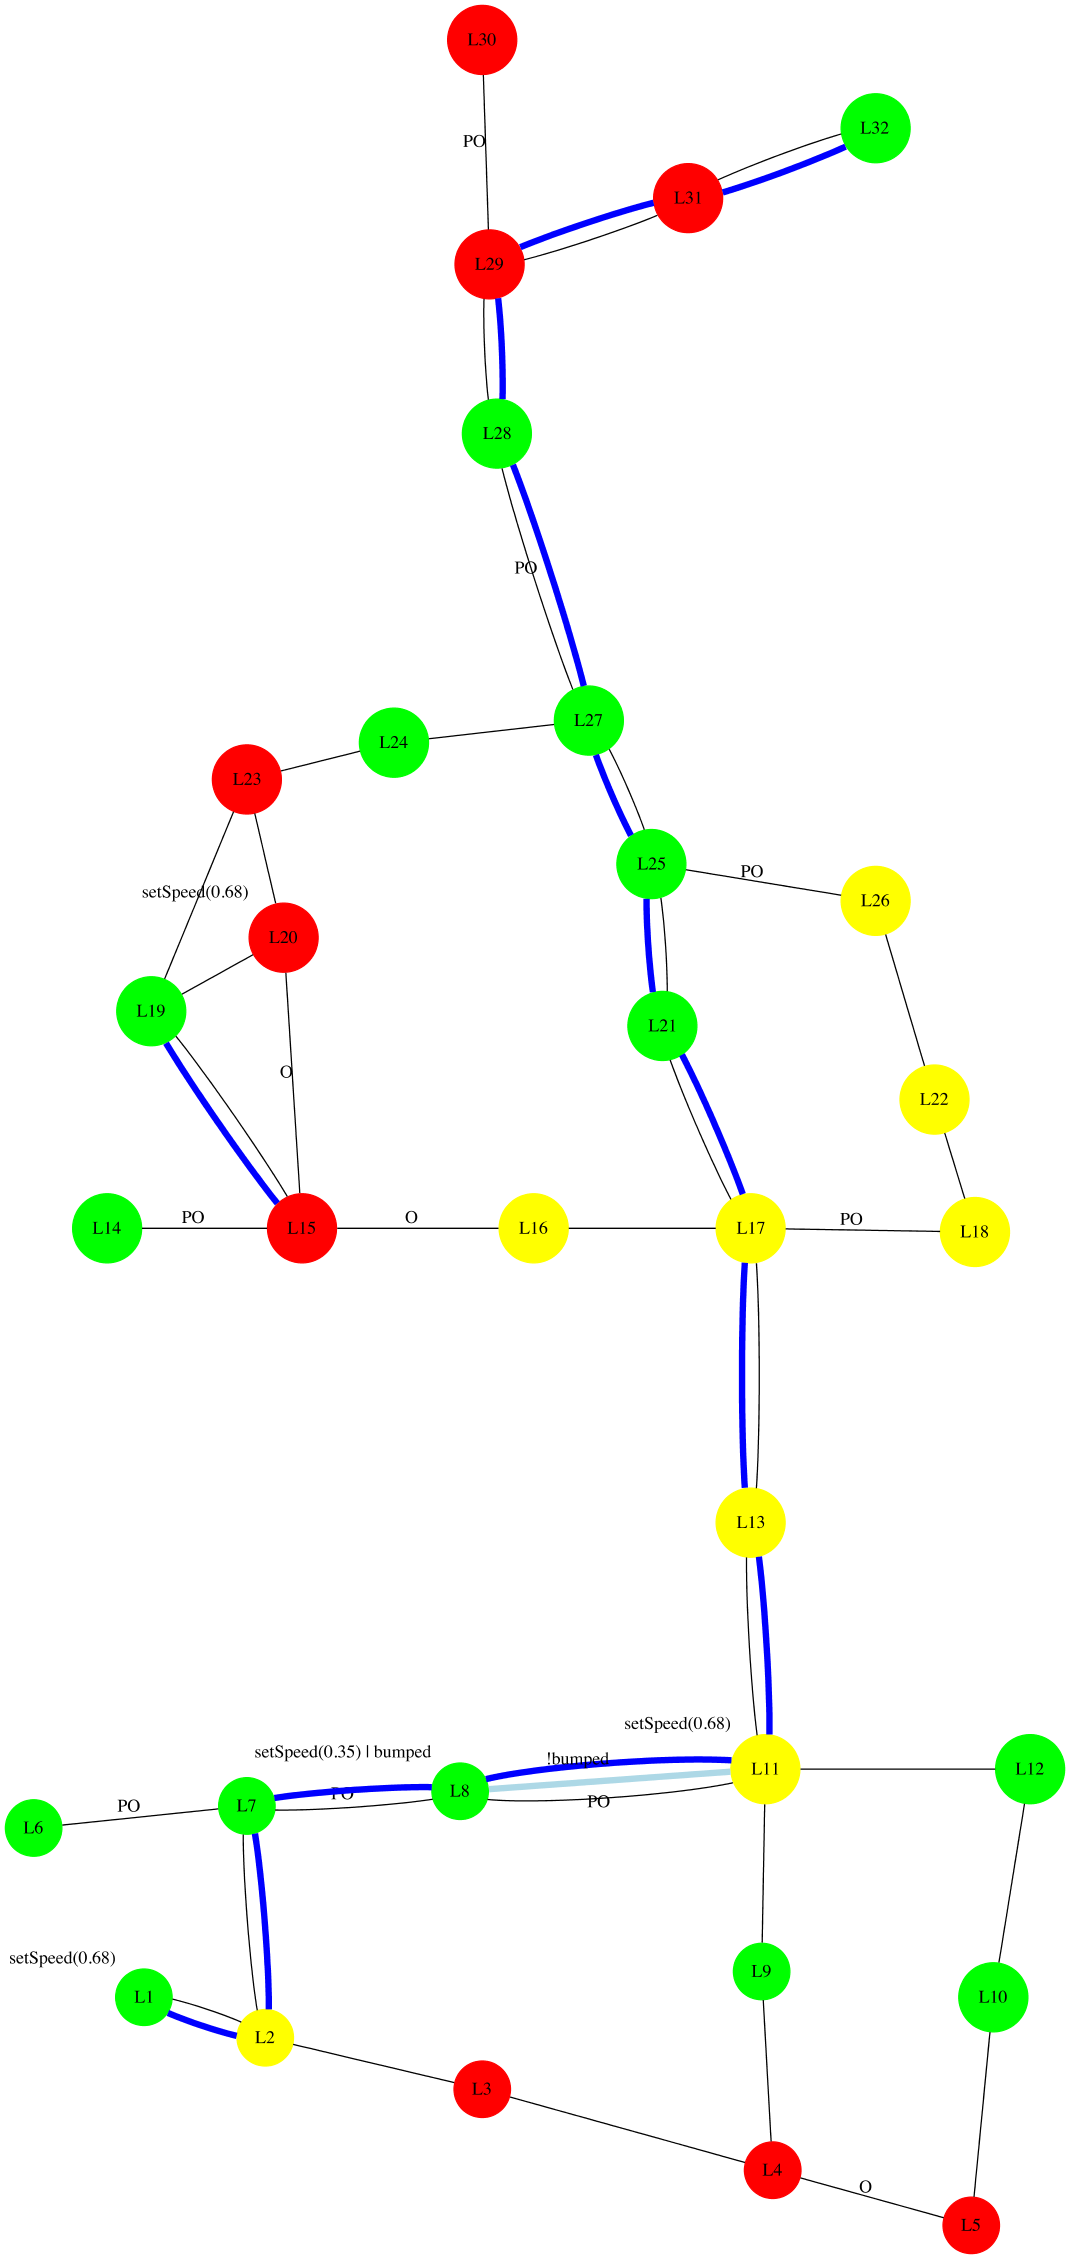 L30
L32
PO
L31
L29
L28
PO
L27
L24
L23
L25
PO
setSpeed(0.68)
L26
L20
L19
L21
O
L22
L14
PO
L15
O
L16
L17
PO
L18
L13
setSpeed(0.68)
setSpeed(0.35) | bumped
!bumped
L11
L12
L8
PO
PO
L7
PO
L6
setSpeed(0.68)
L9
L1
L10
L2
L3
L4
O
L5